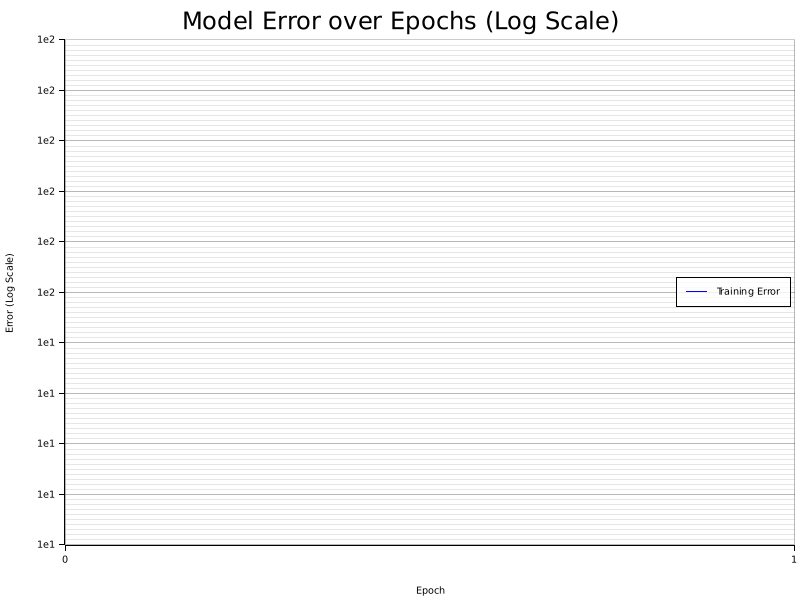 Model Error over Epochs (Log Scale)
1e2
1e2
1e2
1e2
1e2
1e2
1e1
1e1
1e1
1e1
1e1
Error (Log Scale)
Training Error
0
1
Epoch